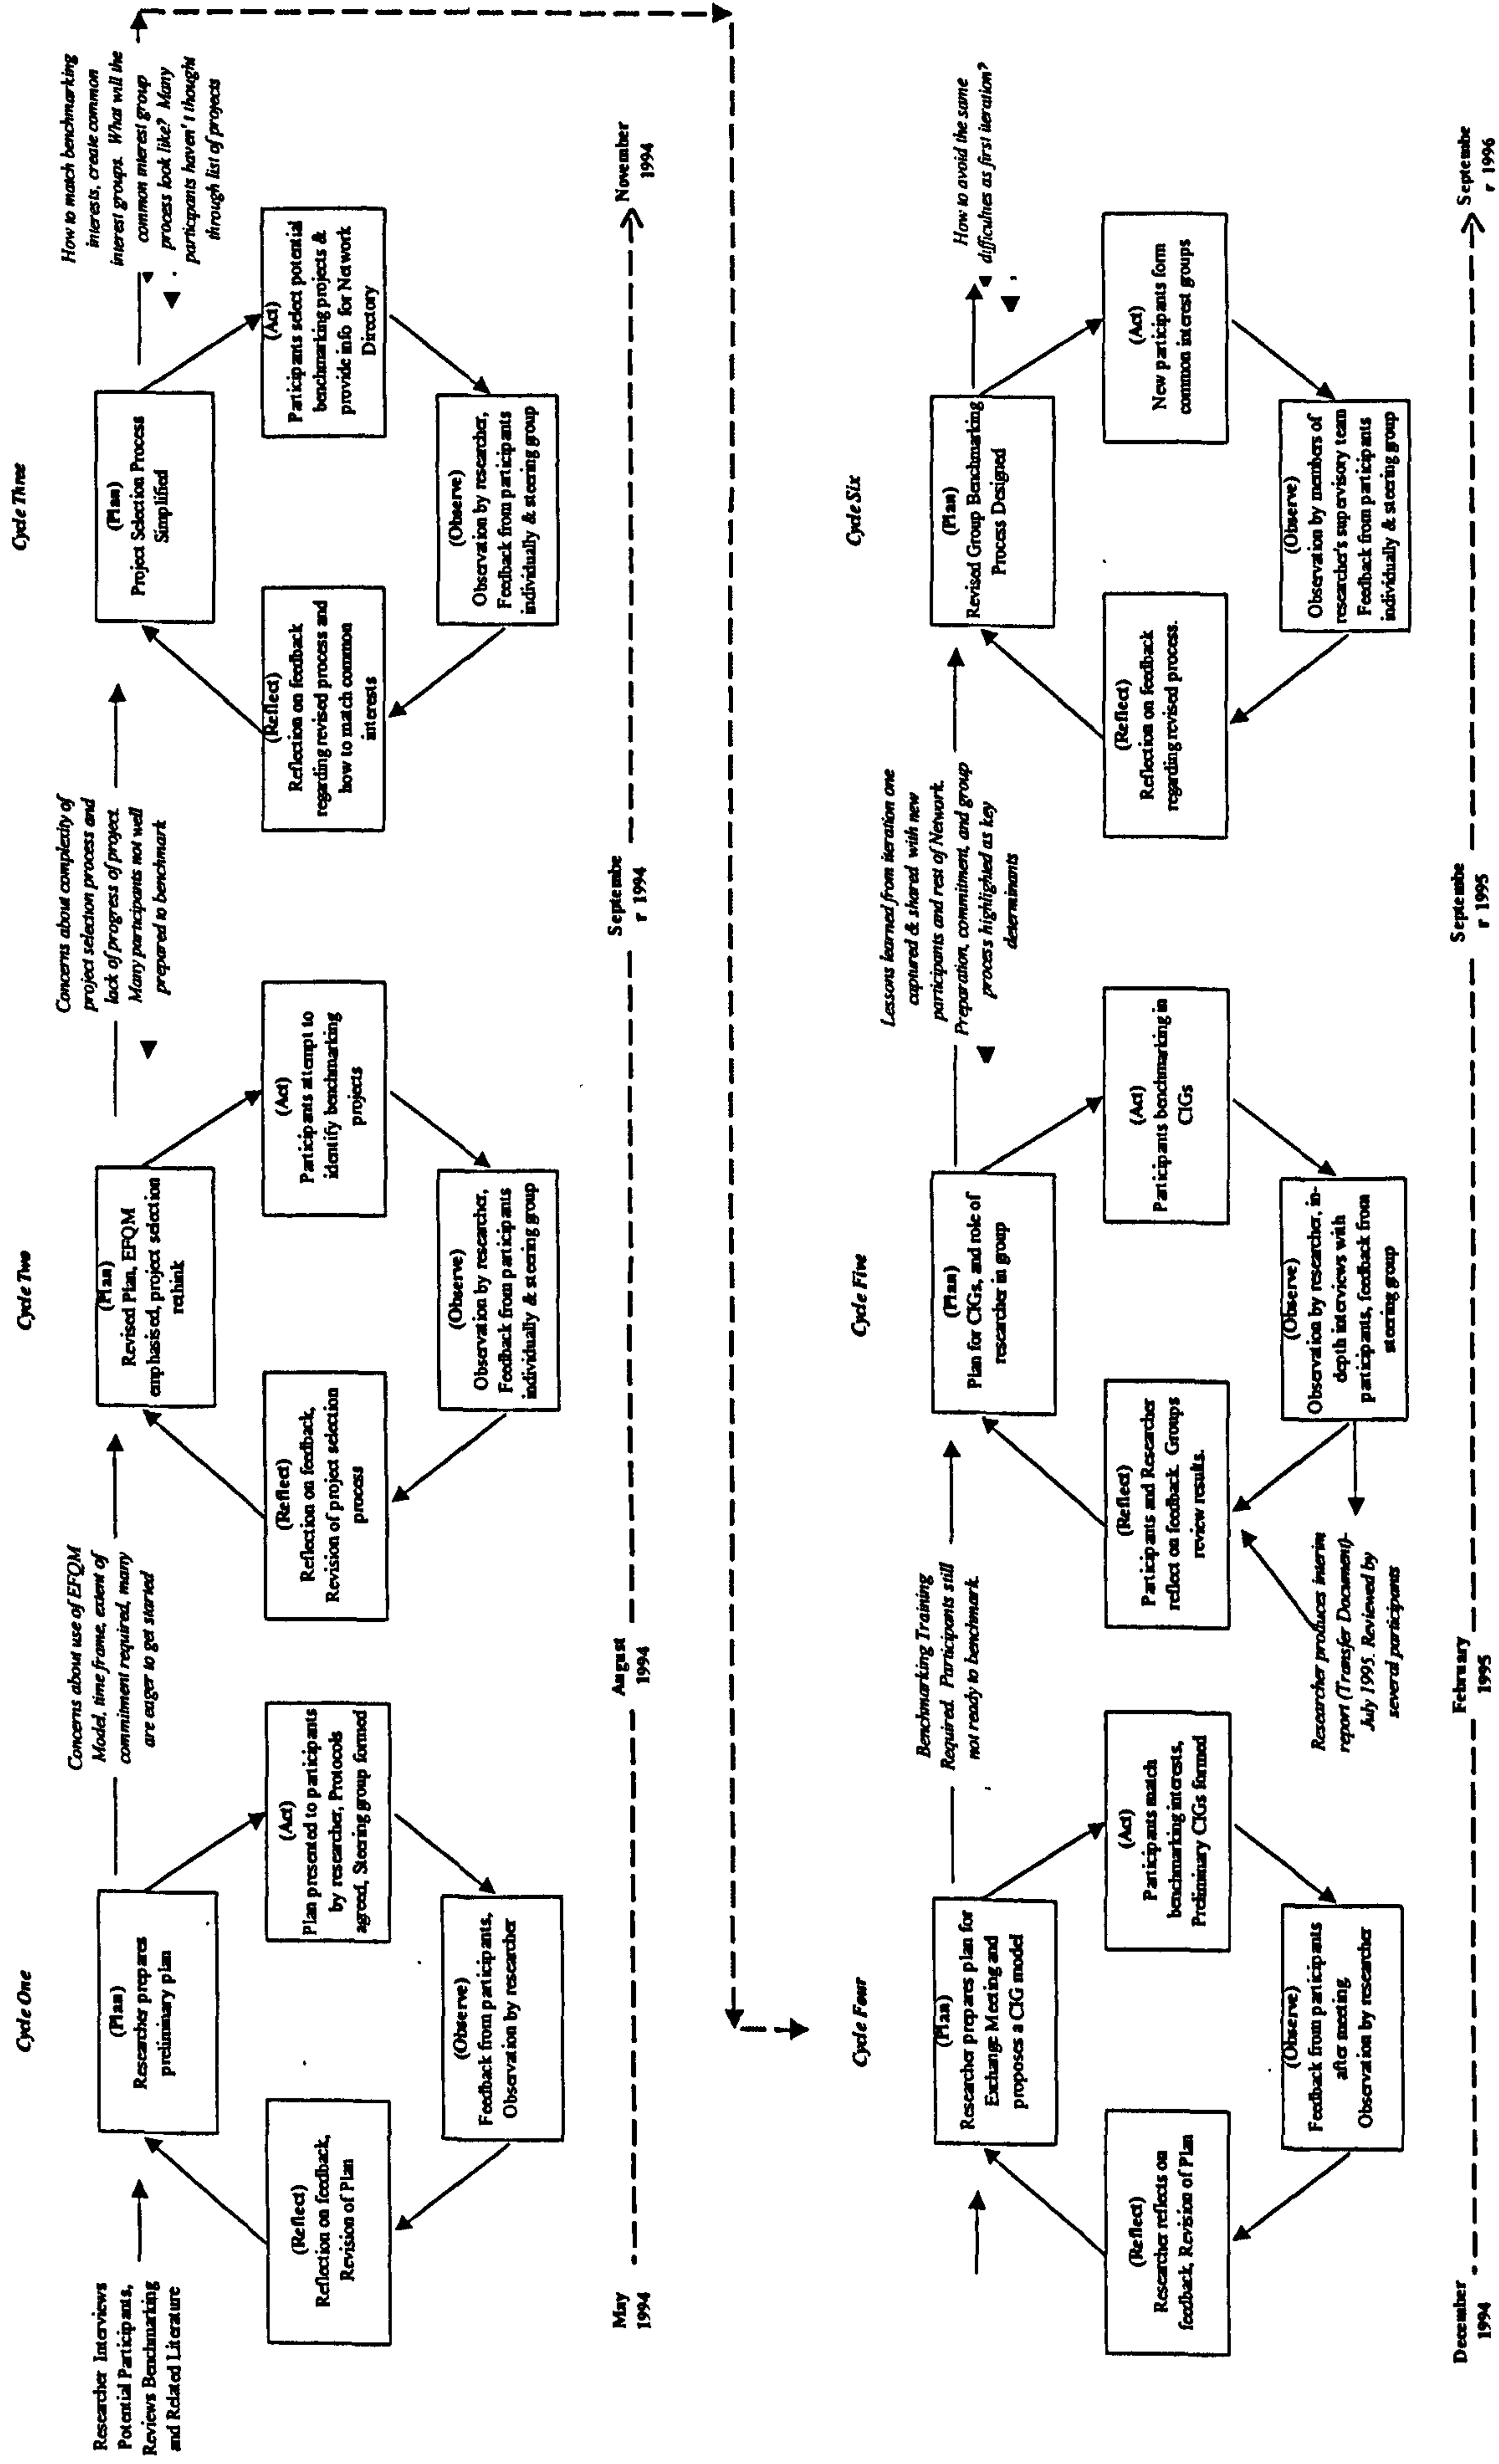 Cycle One
Researcher Interviews
Potential Participants,
Reviews Benchmarking
and Related Literature
(Plan)
Researcher prepares
preliminary plan
(Act)
Plan presented to participants
by researcher, Protocols
agreed, Steering group formed
(Observe)
Feedback from participants,
Observation by researcher
(Reflect)
Reflection on feedback,
Revision of Plan
Concerns about use of EFQM
Model, time frame, extent of
commitment required, many
are eager to get started
Cycle Two
(Plan)
Revised Plan, EFQM
emphasised, project selection
rethink
(Act)
Participants attempt to
identify benchmarking
projects
(Observe)
Observation by researcher,
Feedback from participants
individually & steering group
(Reflect)
Reflection on feedback,
Revision of project selection
process
Concerns about complexity of
project selection process and
lack of progress of project.
Many participants not well
prepared to benchmark
Cycle Three
(Plan)
Project Selection Process
Simplified
(Act)
Participants select potential
benchmarking projects &
provide info for Network
Directory
(Observe)
Observation by researcher,
Feedback from participants
individually & steering group
(Reflect)
Reflection on feedback
regarding revised process and
how to match common
interests
How to match benchmarking
interests, create common
interest groups. What will the
common interest group
process look like? Many
participants haven't thought
through list of projects
May
1994
August
1994
Septembe
r 1994
November
1994
Cycle Four
(Plan)
Researcher prepares plan for
Exchange Meeting and
proposes a CIG model
(Act)
Participants match
benchmarking interests,
Preliminary CIGs formed
(Observe)
Feedback from participants
after meeting
Observation by researcher
(Reflect)
Researcher reflects on
feedback, Revision of Plan
Benchmarking Training
Required. Participants still
not ready to benchmark.
Cycle Five
(Plan)
Plan for CIGs, and role of
researcher in group
(Act)
Participants benchmarking in
CIGs
(Observe)
Observation by researcher, in-
depth interviews with
participants, feedback from
steering group
(Reflect)
Participants and Researcher
reflect on feedback. Groups
review results.
Researcher produces interim
report (Transfer Document)-
July 1995. Reviewed by
several participants
Lessons learned from iteration one
captured & shared with new
participants and rest of Network.
Preparation, commitment, and group
process highlighted as key
determinants
Cycle Six
(Plan)
Revised Group Benchmarking
Process Designed
(Act)
New participants form
common interest groups
(Observe)
Observation by members of
researcher's supervisory team
Feedback from participants
individually & steering group
(Reflect)
Reflection on feedback
regarding revised process.
How to avoid the same
difficulties as first iteration?
December
1994
February
1995
Septembe
r 1995
Septembe
r 1996